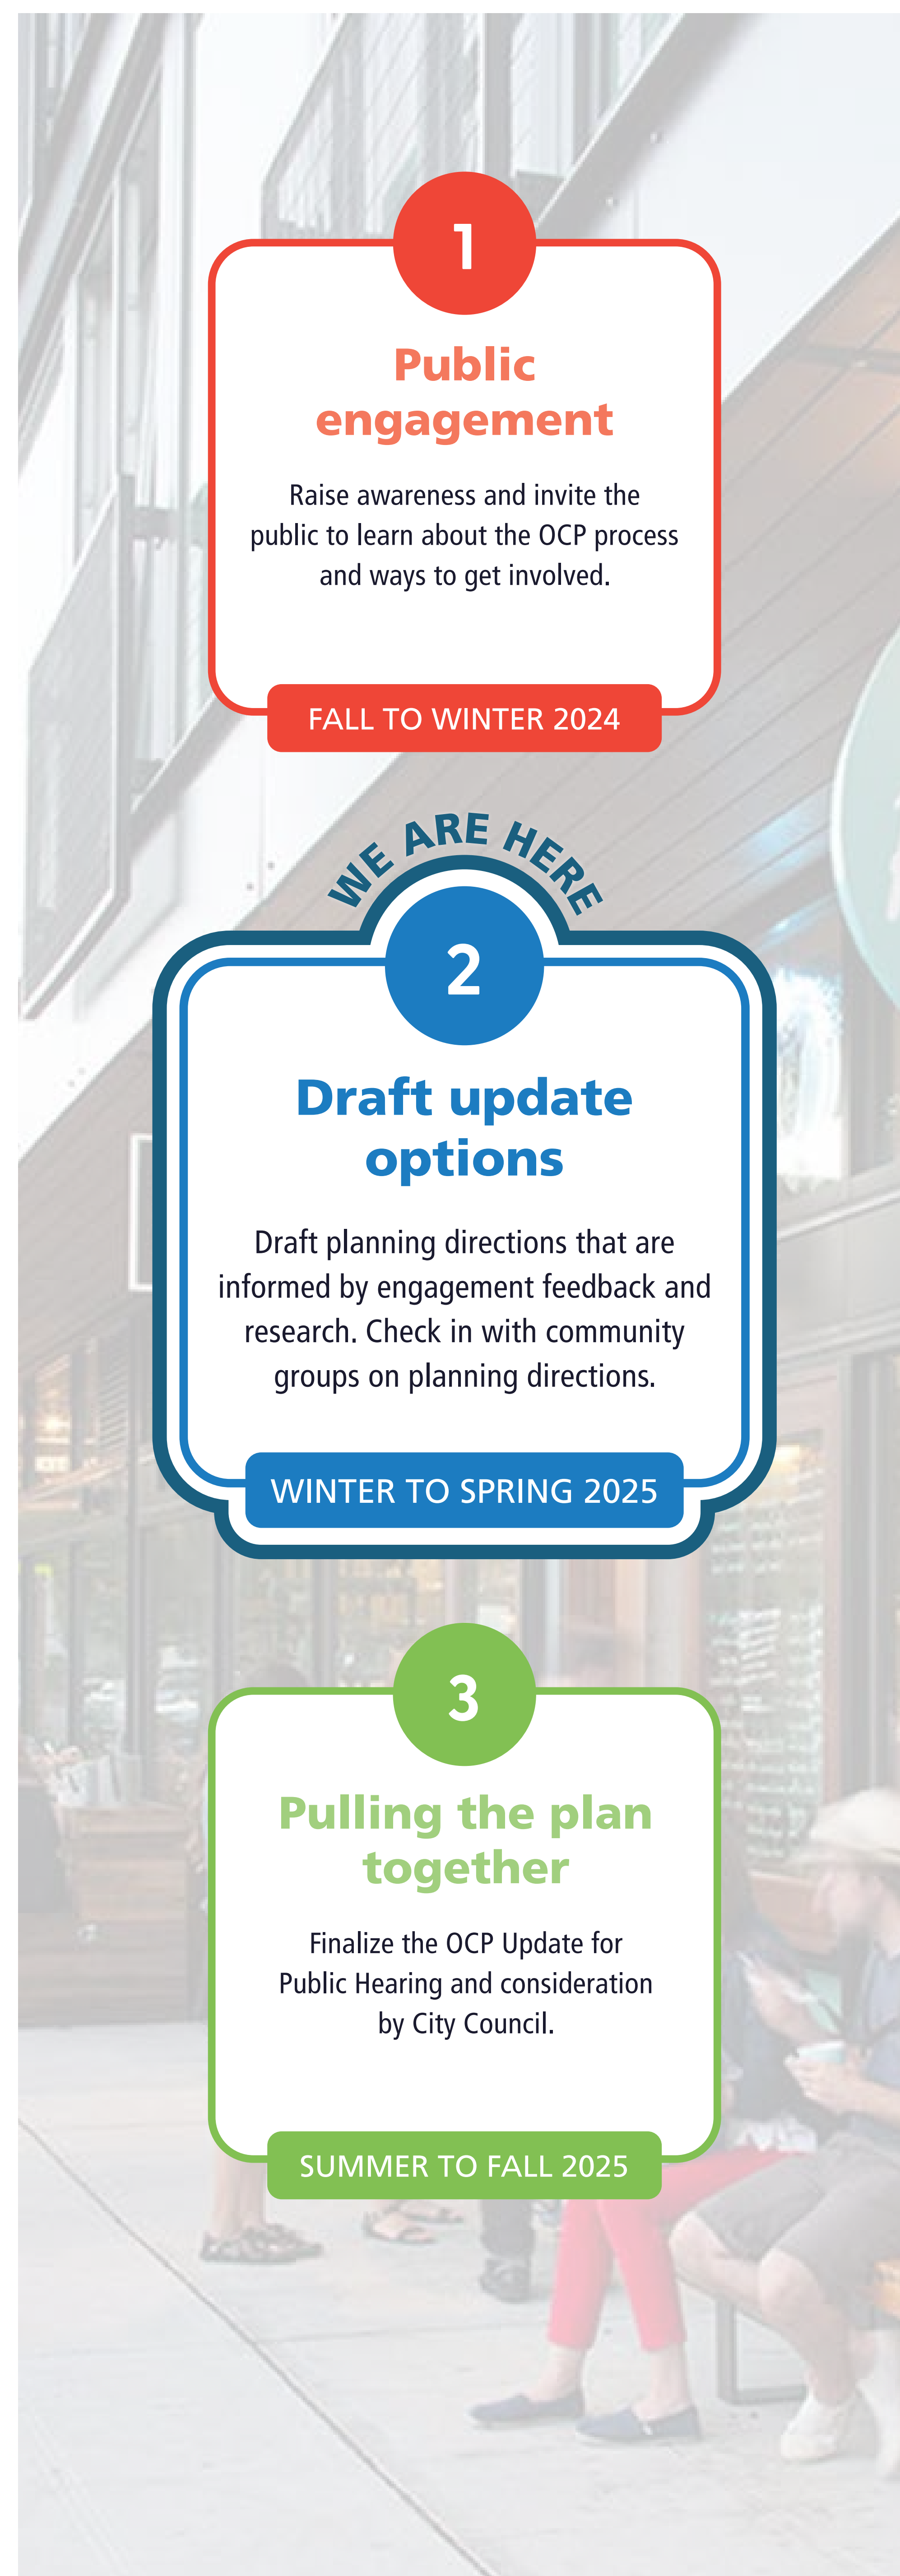 1
Public
engagement
Raise awareness and invite the
public to learn about the OCP process
and ways to get involved.
FALL TO WINTER 2024
WE ARE HERE
2
Draft update
options
Draft planning directions that are
informed by engagement feedback and
research. Check in with community
groups on planning directions.
WINTER TO SPRING 2025
3
Pulling the plan
together
Finalize the OCP Update for
Public Hearing and consideration
by City Council.
SUMMER TO FALL 2025